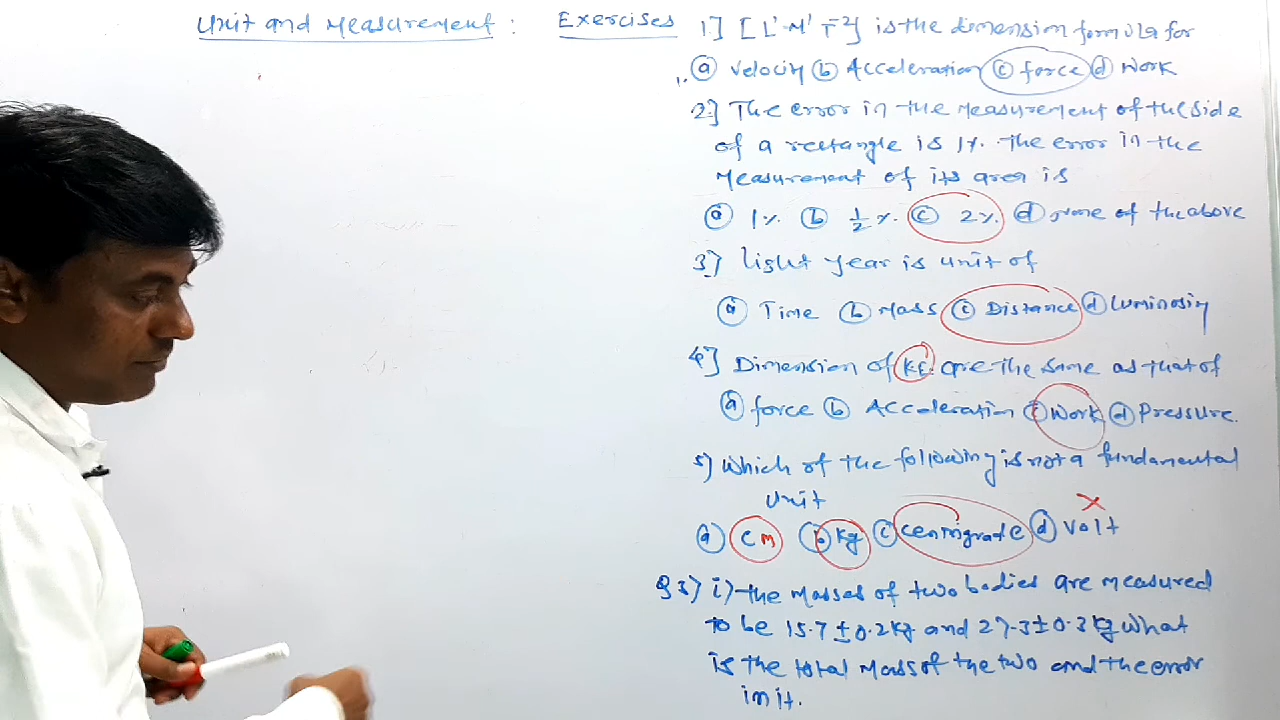 Unit and Measurement : Exercises
1.] [L¹ M¹ T⁻²] is the dimension formula for
1. ⓐ velocity ⓑ Acceleration ⓒ force ⓓ Work
2.] The error in the measurement of the side
of a rectangle is 1%. The error in the
Measurement of its area is
ⓐ 1%. ⓑ ½ %. ⓒ 2%. ⓓ none of the above
3.] light year is unit of
ⓐ Time ⓑ Mass ⓒ Distance ⓓ Luminosity
4.] Dimension of K.E. are the same as that of
ⓐ force ⓑ Acceleration ⓒ Work ⓓ Pressure.
5) Which of the following is not a fundamental
Unit
ⓐ cm ⓑ kg ⓒ centigrade ⓓ volt
X
Q3) i) the Masses of two bodies are measured
to be 15.7 ± 0.2 kg and 27.3 ± 0.3 kg what
is the total mass of the two and the error
in it.